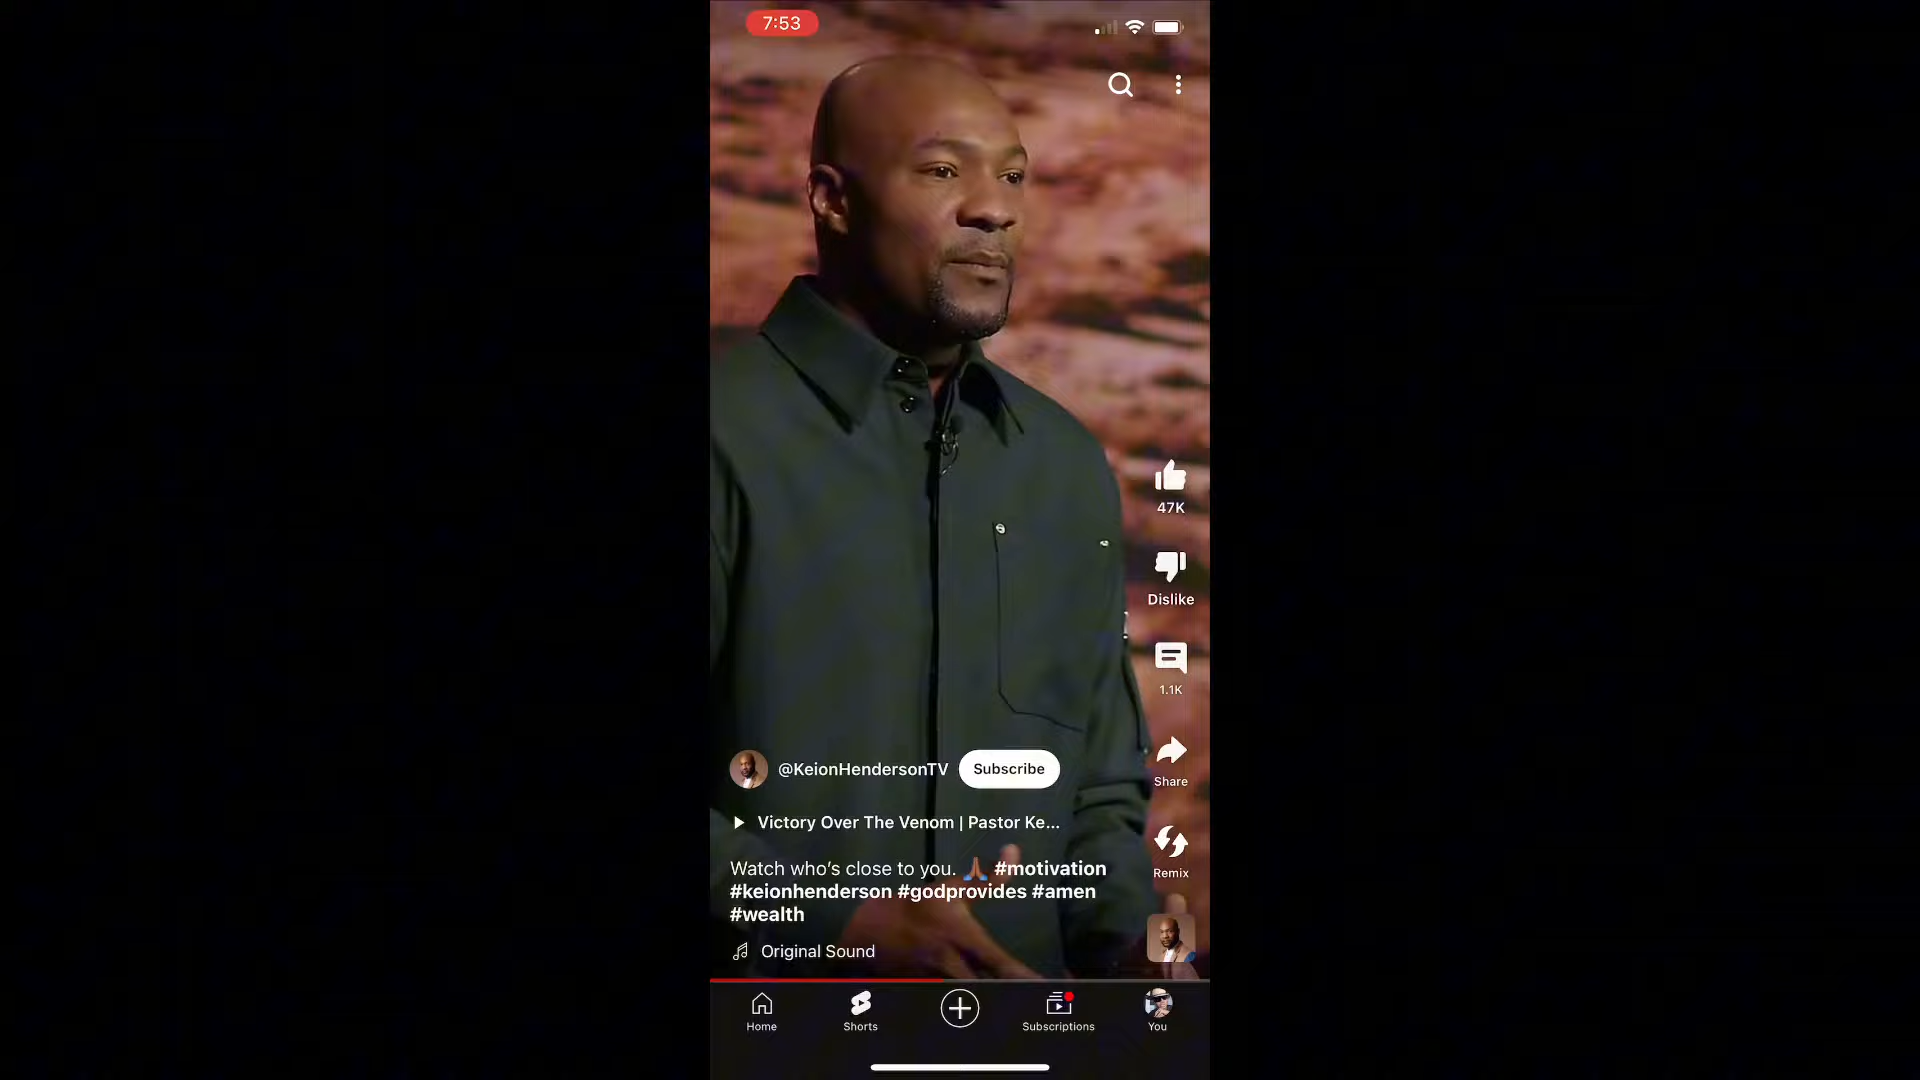 7:53
47K
Dislike
1.1K
Share
Remix
@KeionHendersonTV
Subscribe
Victory Over The Venom | Pastor Ke...
Watch who’s close to you. 🙏🏾 #motivation
#keionhenderson #godprovides #amen
#wealth
Original Sound
Home
Shorts
Subscriptions
You